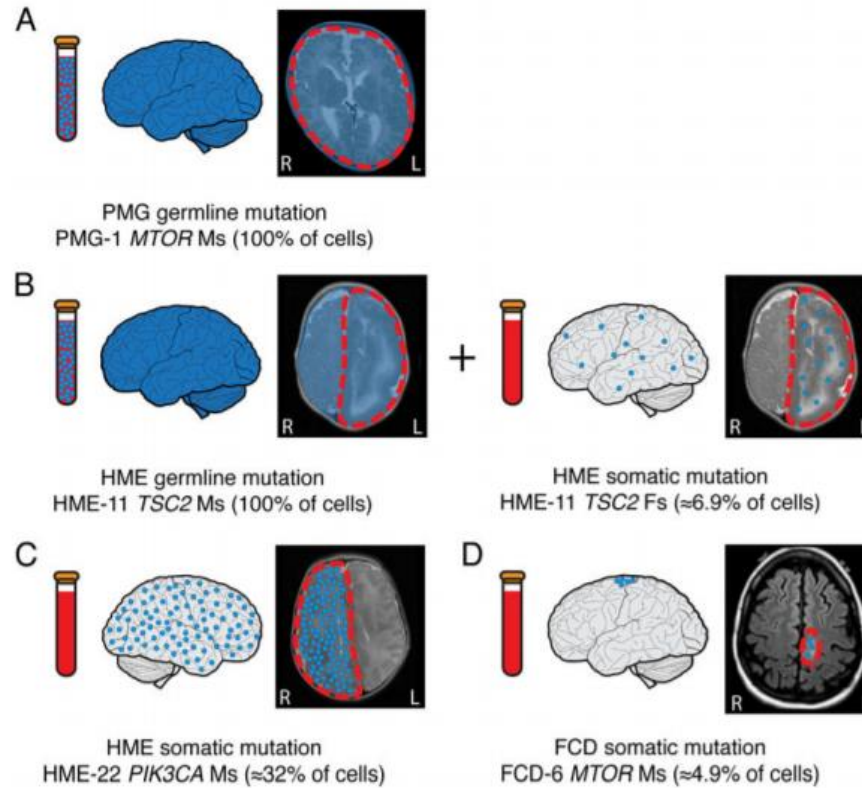 A
R L
PMG germline mutation
PMG-1 MTOR Ms (100% of cells)
B
R L
+
R L
HME germline mutation
HME-11 TSC2 Ms (100% of cells)
HME somatic mutation
HME-11 TSC2 Fs (≈6.9% of cells)
C
R L
D
R
HME somatic mutation
HME-22 PIK3CA Ms (≈32% of cells)
FCD somatic mutation
FCD-6 MTOR Ms (≈4.9% of cells)